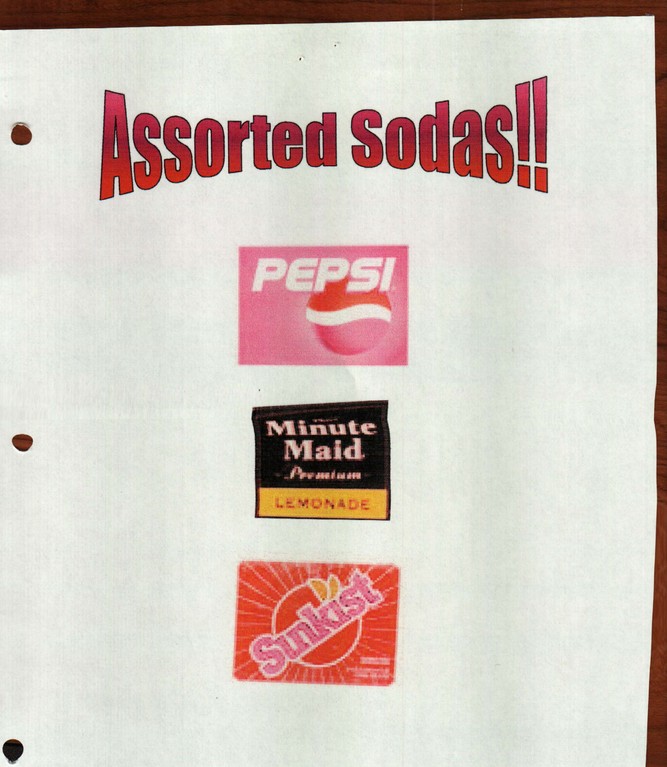 Assorted Sodas!!
PEPSI
Minute
Maid
Premium
LEMONADE
Sunkist